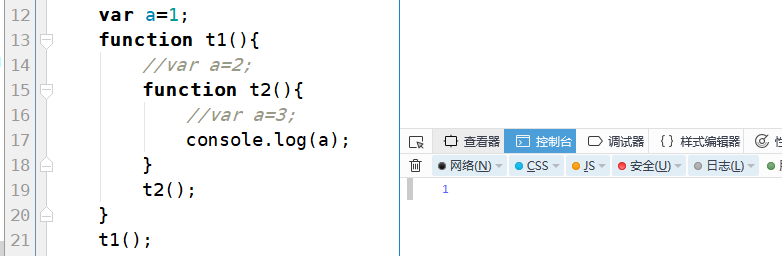 12 var a=1;
13 function t1(){
14 //var a=2;
15 function t2(){
16 //var a=3;
17 console.log(a);
18 }
19 t2();
20 }
21 t1();
查看器 控制台 调试器 { } 样式编辑器
网络(N) CSS JS 安全(U) 日志(L)
1